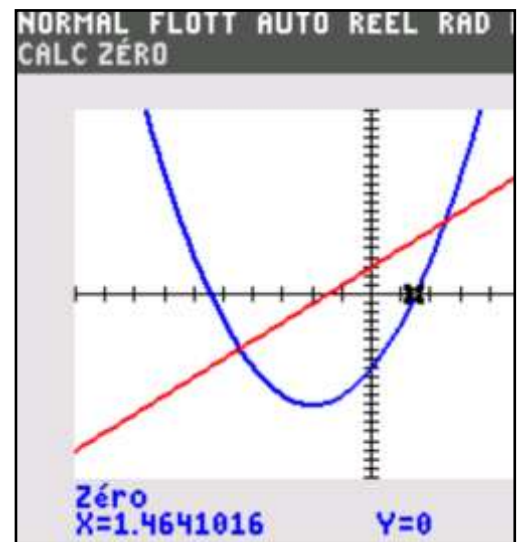 NORMAL FLOTT AUTO REEL RAD
CALC ZÉRO
Zéro
X=1.4641016 Y=0